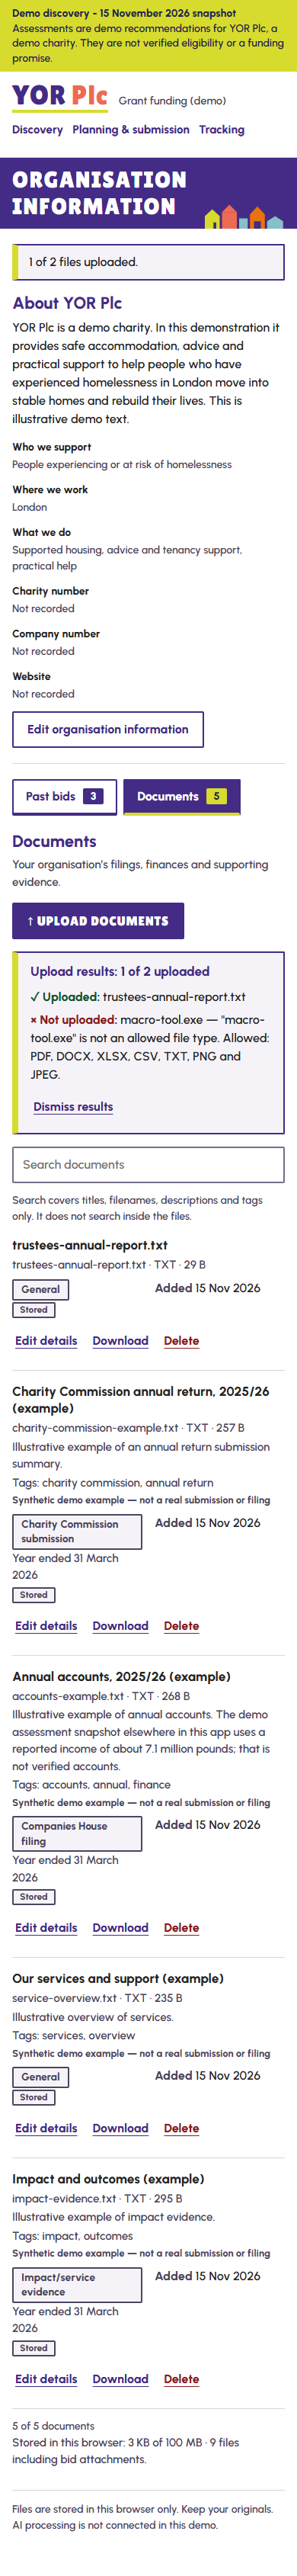 Demo discovery - 15 November 2026 snapshot
Assessments are demo recommendations for YOR Plc, a
demo charity. They are not verified eligibility or a funding
promise.
YOR Plc Grant funding (demo)
Discovery Planning & submission Tracking
ORGANISATION
INFORMATION
1 of 2 files uploaded.
About YOR Plc
YOR Plc is a demo charity. In this demonstration it
provides safe accommodation, advice and
practical support to help people who have
experienced homelessness in London move into
stable homes and rebuild their lives. This is
illustrative demo text.
Who we support
People experiencing or at risk of homelessness
Where we work
London
What we do
Supported housing, advice and tenancy support,
practical help
Charity number
Not recorded
Company number
Not recorded
Website
Not recorded
Edit organisation information
Past bids 3 Documents 5
Documents
Your organisation's filings, finances and supporting
evidence.
↑ UPLOAD DOCUMENTS
Upload results: 1 of 2 uploaded
✓ Uploaded: trustees-annual-report.txt
× Not uploaded: macro-tool.exe — "macro-
tool.exe" is not an allowed file type. Allowed:
PDF, DOCX, XLSX, CSV, TXT, PNG and
JPEG.
Dismiss results
Search documents
Search covers titles, filenames, descriptions and tags
only. It does not search inside the files.
trustees-annual-report.txt
trustees-annual-report.txt · TXT · 29 B
General Added 15 Nov 2026
Stored
Edit details Download Delete
Charity Commission annual return, 2025/26
(example)
charity-commission-example.txt · TXT · 257 B
Illustrative example of an annual return submission
summary.
Tags: charity commission, annual return
Synthetic demo example — not a real submission or filing
Charity Commission
submission
Added 15 Nov 2026
Year ended 31 March
2026
Stored
Edit details Download Delete
Annual accounts, 2025/26 (example)
accounts-example.txt · TXT · 268 B
Illustrative example of annual accounts. The demo
assessment snapshot elsewhere in this app uses a
reported income of about 7.1 million pounds; that is
not verified accounts.
Tags: accounts, annual, finance
Synthetic demo example — not a real submission or filing
Companies House
filing
Added 15 Nov 2026
Year ended 31 March
2026
Stored
Edit details Download Delete
Our services and support (example)
service-overview.txt · TXT · 235 B
Illustrative overview of services.
Tags: services, overview
Synthetic demo example — not a real submission or filing
General Added 15 Nov 2026
Stored
Edit details Download Delete
Impact and outcomes (example)
impact-evidence.txt · TXT · 295 B
Illustrative example of impact evidence.
Tags: impact, outcomes
Synthetic demo example — not a real submission or filing
Impact/service
evidence
Added 15 Nov 2026
Year ended 31 March
2026
Stored
Edit details Download Delete
5 of 5 documents
Stored in this browser: 3 KB of 100 MB · 9 files
including bid attachments.
Files are stored in this browser only. Keep your originals.
AI processing is not connected in this demo.